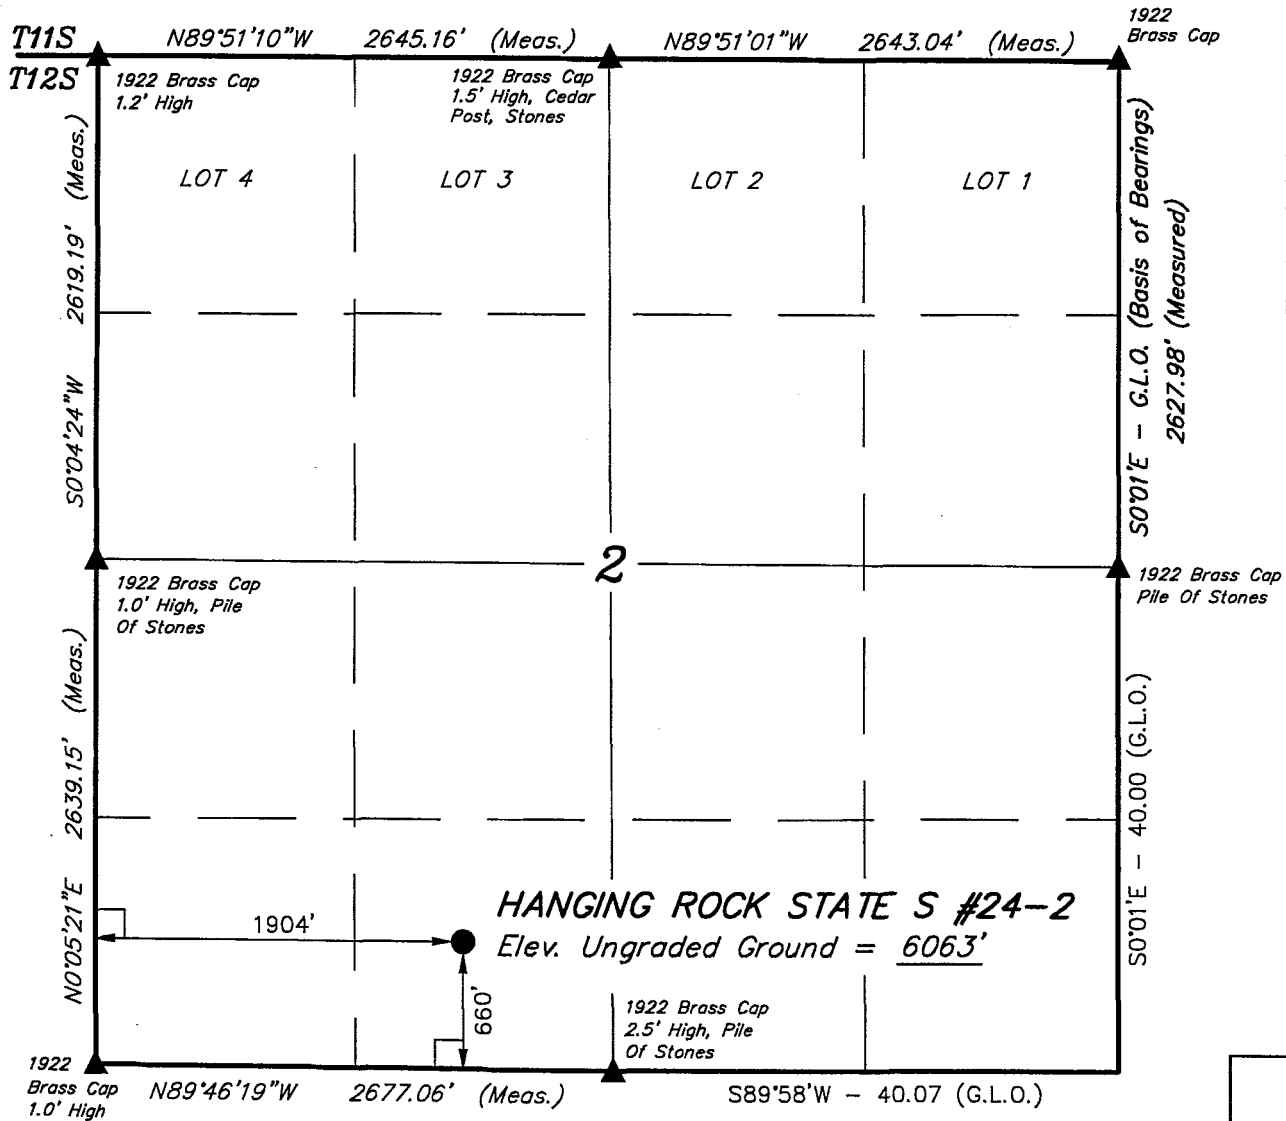 T11S
T12S
N89°51'10"W 2645.16' (Meas.)
N89°51'01"W 2643.04' (Meas.)
1922
Brass Cap
1922 Brass Cap
1.2' High
1922 Brass Cap
1.5' High, Cedar
Post, Stones
LOT 4
LOT 3
LOT 2
LOT 1
S0°04'24"W 2619.19' (Meas.)
S0°01'E - G.L.O. (Basis of Bearings)
2627.98' (Measured)
2
1922 Brass Cap
1.0' High, Pile
Of Stones
1922 Brass Cap
Pile Of Stones
N0°05'21"E 2639.15' (Meas.)
S0°01'E - 40.00 (G.L.O.)
HANGING ROCK STATE S #24-2
Elev. Ungraded Ground = 6063'
1904'
660'
1922 Brass Cap
2.5' High, Pile
Of Stones
1922
Brass Cap
1.0' High
N89°46'19"W 2677.06' (Meas.)
S89°58'W - 40.07 (G.L.O.)